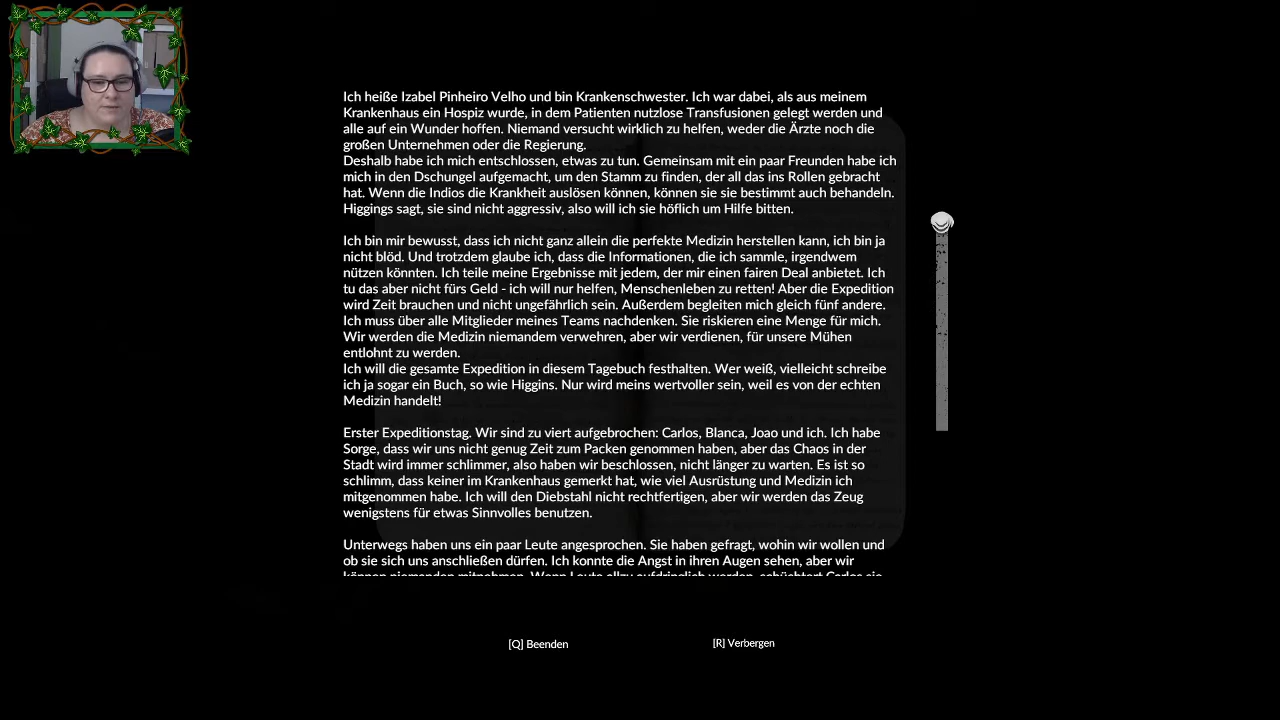 Ich heiße Izabel Pinheiro Velho und bin Krankenschwester. Ich war dabei, als aus meinem
Krankenhaus ein Hospiz wurde, in dem Patienten nutzlose Transfusionen gelegt werden und
alle auf ein Wunder hoffen. Niemand versucht wirklich zu helfen, weder die Ärzte noch die
großen Unternehmen oder die Regierung.
Deshalb habe ich mich entschlossen, etwas zu tun. Gemeinsam mit ein paar Freunden habe ich
mich in den Dschungel aufgemacht, um den Stamm zu finden, der all das ins Rollen gebracht
hat. Wenn die Indios die Krankheit auslösen können, können sie sie bestimmt auch behandeln.
Higgings sagt, sie sind nicht aggressiv, also will ich sie höflich um Hilfe bitten.
Ich bin mir bewusst, dass ich nicht ganz allein die perfekte Medizin herstellen kann, ich bin ja
nicht blöd. Und trotzdem glaube ich, dass die Informationen, die ich sammle, irgendwem
nützen könnten. Ich teile meine Ergebnisse mit jedem, der mir einen fairen Deal anbietet. Ich
tu das aber nicht fürs Geld - ich will nur helfen, Menschenleben zu retten! Aber die Expedition
wird Zeit brauchen und nicht ungefährlich sein. Außerdem begleiten mich gleich fünf andere.
Ich muss über alle Mitglieder meines Teams nachdenken. Sie riskieren eine Menge für mich.
Wir werden die Medizin niemandem verwehren, aber wir verdienen, für unsere Mühen
entlohnt zu werden.
Ich will die gesamte Expedition in diesem Tagebuch festhalten. Wer weiß, vielleicht schreibe
ich ja sogar ein Buch, so wie Higgins. Nur wird meins wertvoller sein, weil es von der echten
Medizin handelt!
Erster Expeditionstag. Wir sind zu viert aufgebrochen: Carlos, Blanca, Joao und ich. Ich habe
Sorge, dass wir uns nicht genug Zeit zum Packen genommen haben, aber das Chaos in der
Stadt wird immer schlimmer, also haben wir beschlossen, nicht länger zu warten. Es ist so
schlimm, dass keiner im Krankenhaus gemerkt hat, wie viel Ausrüstung und Medizin ich
mitgenommen habe. Ich will den Diebstahl nicht rechtfertigen, aber wir werden das Zeug
wenigstens für etwas Sinnvolles benutzen.
Unterwegs haben uns ein paar Leute angesprochen. Sie haben gefragt, wohin wir wollen und
ob sie sich uns anschließen dürfen. Ich konnte die Angst in ihren Augen sehen, aber wir
können niemanden mitnehmen. Wenn Leute allzu aufdringlich werden, schüchtert Carlos sie
[Q] Beenden
[R] Verbergen